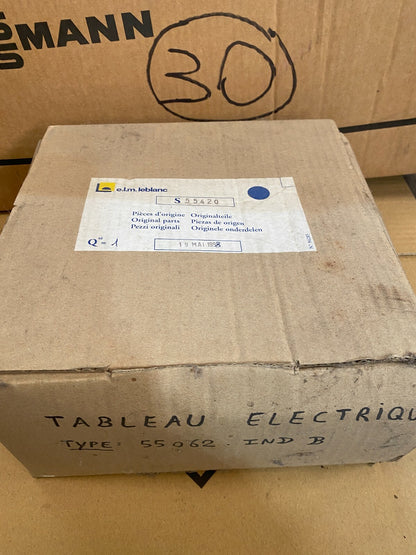 SMANN
30
e.l.m. leblanc
S 55420
Pièces d'origine Originalteile
Original parts Piezas de origen
Pezzi originali Originele onderdelen
Qté = 1
19 MAI 1998
TABLEAU ELECTRIQU
TYPE: 55062 IND B